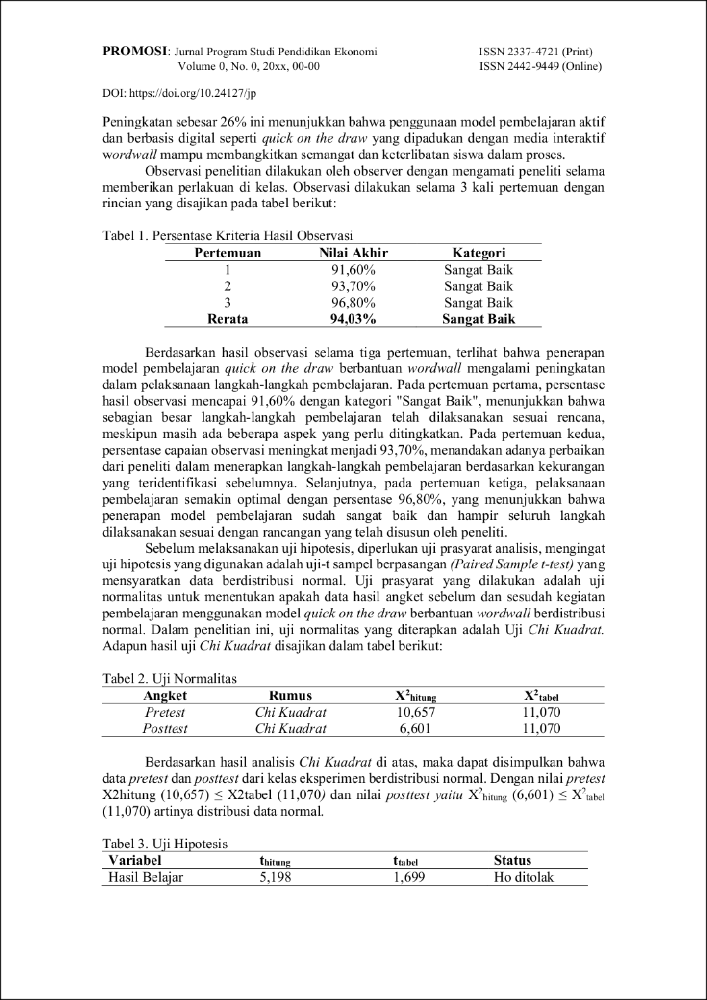 PROMOSI: Jurnal Program Studi Pendidikan Ekonomi ISSN 2337-4721 (Print)
Volume 0, No. 0, 20xx, 00-00 ISSN 2442-9449 (Online)
DOI: https://doi.org/10.24127/jp
Peningkatan sebesar 26% ini menunjukkan bahwa penggunaan model pembelajaran aktif
dan berbasis digital seperti quick on the draw yang dipadukan dengan media interaktif
wordwall mampu membangkitkan semangat dan keterlibatan siswa dalam proses.
Observasi penelitian dilakukan oleh observer dengan mengamati peneliti selama
memberikan perlakuan di kelas. Observasi dilakukan selama 3 kali pertemuan dengan
rincian yang disajikan pada tabel berikut:
Tabel 1. Persentase Kriteria Hasil Observasi
Pertemuan Nilai Akhir Kategori
1 91,60% Sangat Baik
2 93,70% Sangat Baik
3 96,80% Sangat Baik
Rerata 94,03% Sangat Baik
Berdasarkan hasil observasi selama tiga pertemuan, terlihat bahwa penerapan
model pembelajaran quick on the draw berbantuan wordwall mengalami peningkatan
dalam pelaksanaan langkah-langkah pembelajaran. Pada pertemuan pertama, persentase
hasil observasi mencapai 91,60% dengan kategori "Sangat Baik", menunjukkan bahwa
sebagian besar langkah-langkah pembelajaran telah dilaksanakan sesuai rencana,
meskipun masih ada beberapa aspek yang perlu ditingkatkan. Pada pertemuan kedua,
persentase capaian observasi meningkat menjadi 93,70%, menandakan adanya perbaikan
dari peneliti dalam menerapkan langkah-langkah pembelajaran berdasarkan kekurangan
yang teridentifikasi sebelumnya. Selanjutnya, pada pertemuan ketiga, pelaksanaan
pembelajaran semakin optimal dengan persentase 96,80%, yang menunjukkan bahwa
penerapan model pembelajaran sudah sangat baik dan hampir seluruh langkah
dilaksanakan sesuai dengan rancangan yang telah disusun oleh peneliti.
Sebelum melaksanakan uji hipotesis, diperlukan uji prasyarat analisis, mengingat
uji hipotesis yang digunakan adalah uji-t sampel berpasangan (Paired Sample t-test) yang
mensyaratkan data berdistribusi normal. Uji prasyarat yang dilakukan adalah uji
normalitas untuk menentukan apakah data hasil angket sebelum dan sesudah kegiatan
pembelajaran menggunakan model quick on the draw berbantuan wordwall berdistribusi
normal. Dalam penelitian ini, uji normalitas yang diterapkan adalah Uji Chi Kuadrat.
Adapun hasil uji Chi Kuadrat disajikan dalam tabel berikut:
Tabel 2. Uji Normalitas
Angket Rumus X²hitung X²tabel
Pretest Chi Kuadrat 10,657 11,070
Posttest Chi Kuadrat 6,601 11,070
Berdasarkan hasil analisis Chi Kuadrat di atas, maka dapat disimpulkan bahwa
data pretest dan posttest dari kelas eksperimen berdistribusi normal. Dengan nilai pretest
X2hitung (10,657) ≤ X2tabel (11,070) dan nilai posttest yaitu X²hitung (6,601) ≤ X²tabel
(11,070) artinya distribusi data normal.
Tabel 3. Uji Hipotesis
Variabel thitung ttabel Status
Hasil Belajar 5,198 1,699 Ho ditolak